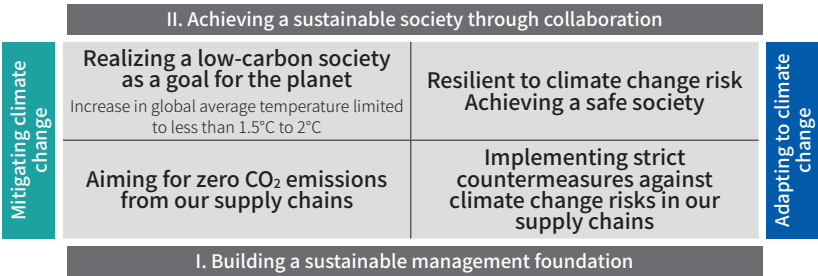 II. Achieving a sustainable society through collaboration
Mitigating climate
change
Realizing a low-carbon society
as a goal for the planet
Increase in global average temperature limited
to less than 1.5°C to 2°C
Resilient to climate change risk
Achieving a safe society
Aiming for zero CO₂ emissions
from our supply chains
Implementing strict
countermeasures against
climate change risks in our
supply chains
Adapting to climate
change
I. Building a sustainable management foundation